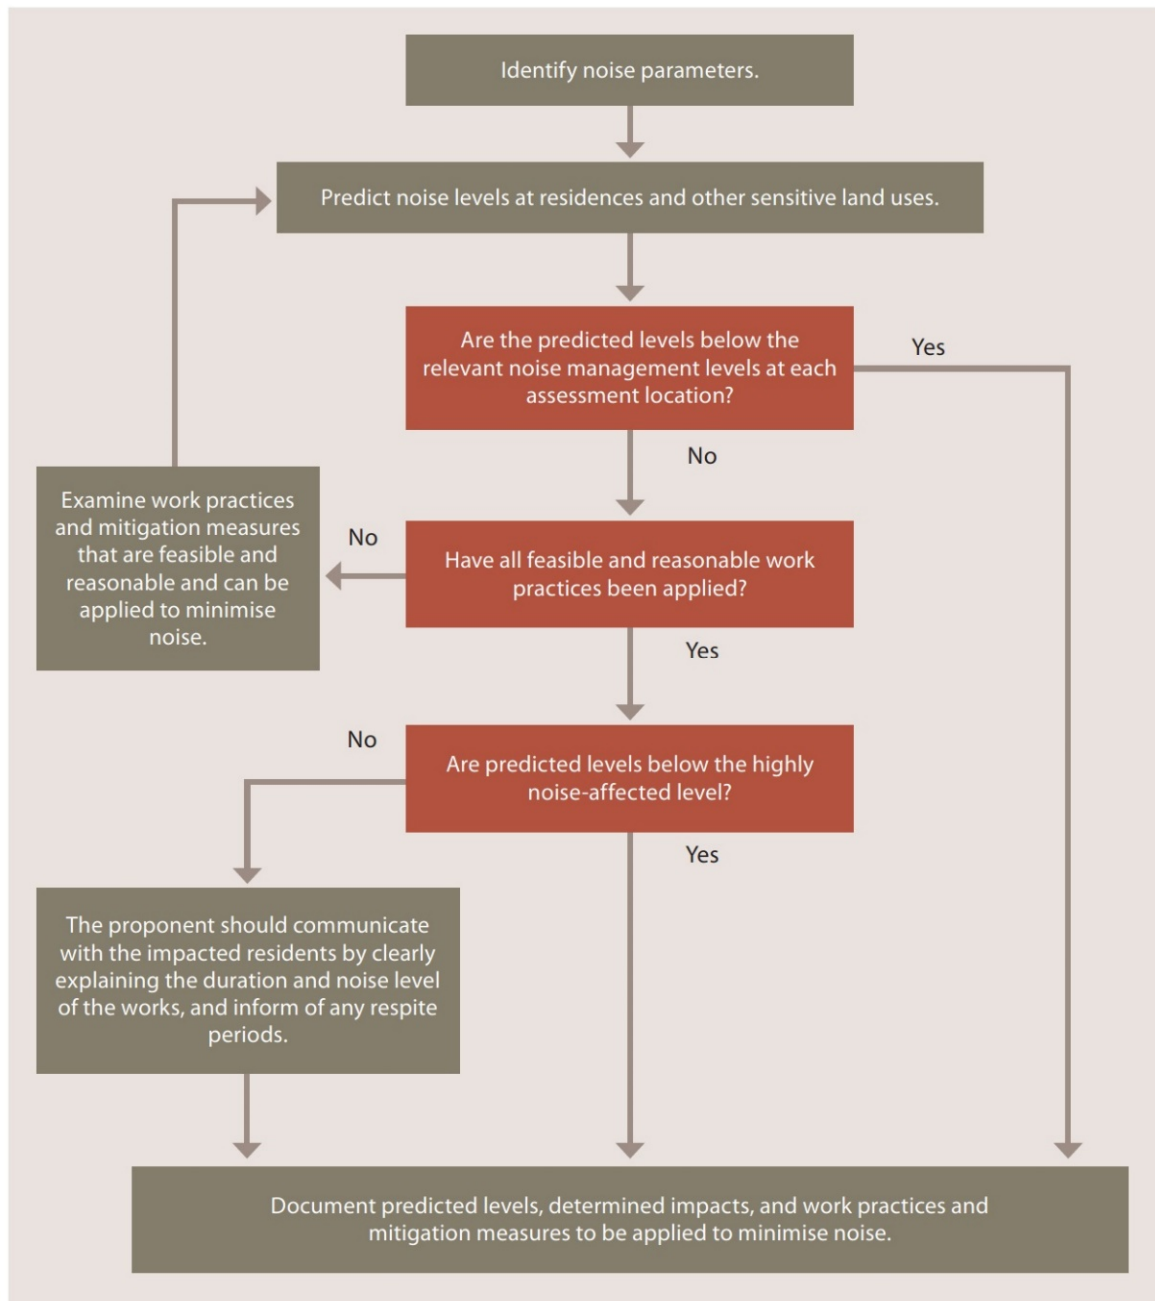 Identify noise parameters.
Predict noise levels at residences and other sensitive land uses.
Are the predicted levels below the
relevant noise management levels at each
assessment location?
Yes
No
Examine work practices
and mitigation measures
that are feasible and
reasonable and can be
applied to minimise
noise.
No
Have all feasible and reasonable work
practices been applied?
Yes
No
Are predicted levels below the highly
noise-affected level?
Yes
The proponent should communicate
with the impacted residents by clearly
explaining the duration and noise level
of the works, and inform of any respite
periods.
Document predicted levels, determined impacts, and work practices and
mitigation measures to be applied to minimise noise.